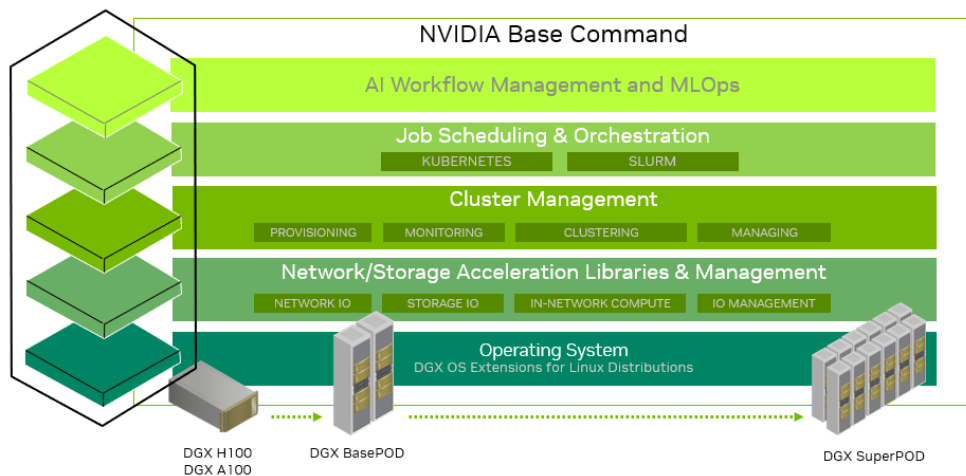 NVIDIA Base Command
AI Workflow Management and MLOps
Job Scheduling & Orchestration
KUBERNETES
SLURM
Cluster Management
PROVISIONING
MONITORING
CLUSTERING
MANAGING
Network/Storage Acceleration Libraries & Management
NETWORK IO
STORAGE IO
IN-NETWORK COMPUTE
IO MANAGEMENT
Operating System
DGX OS Extensions for Linux Distributions
DGX H100
DGX A100
DGX BasePOD
DGX SuperPOD